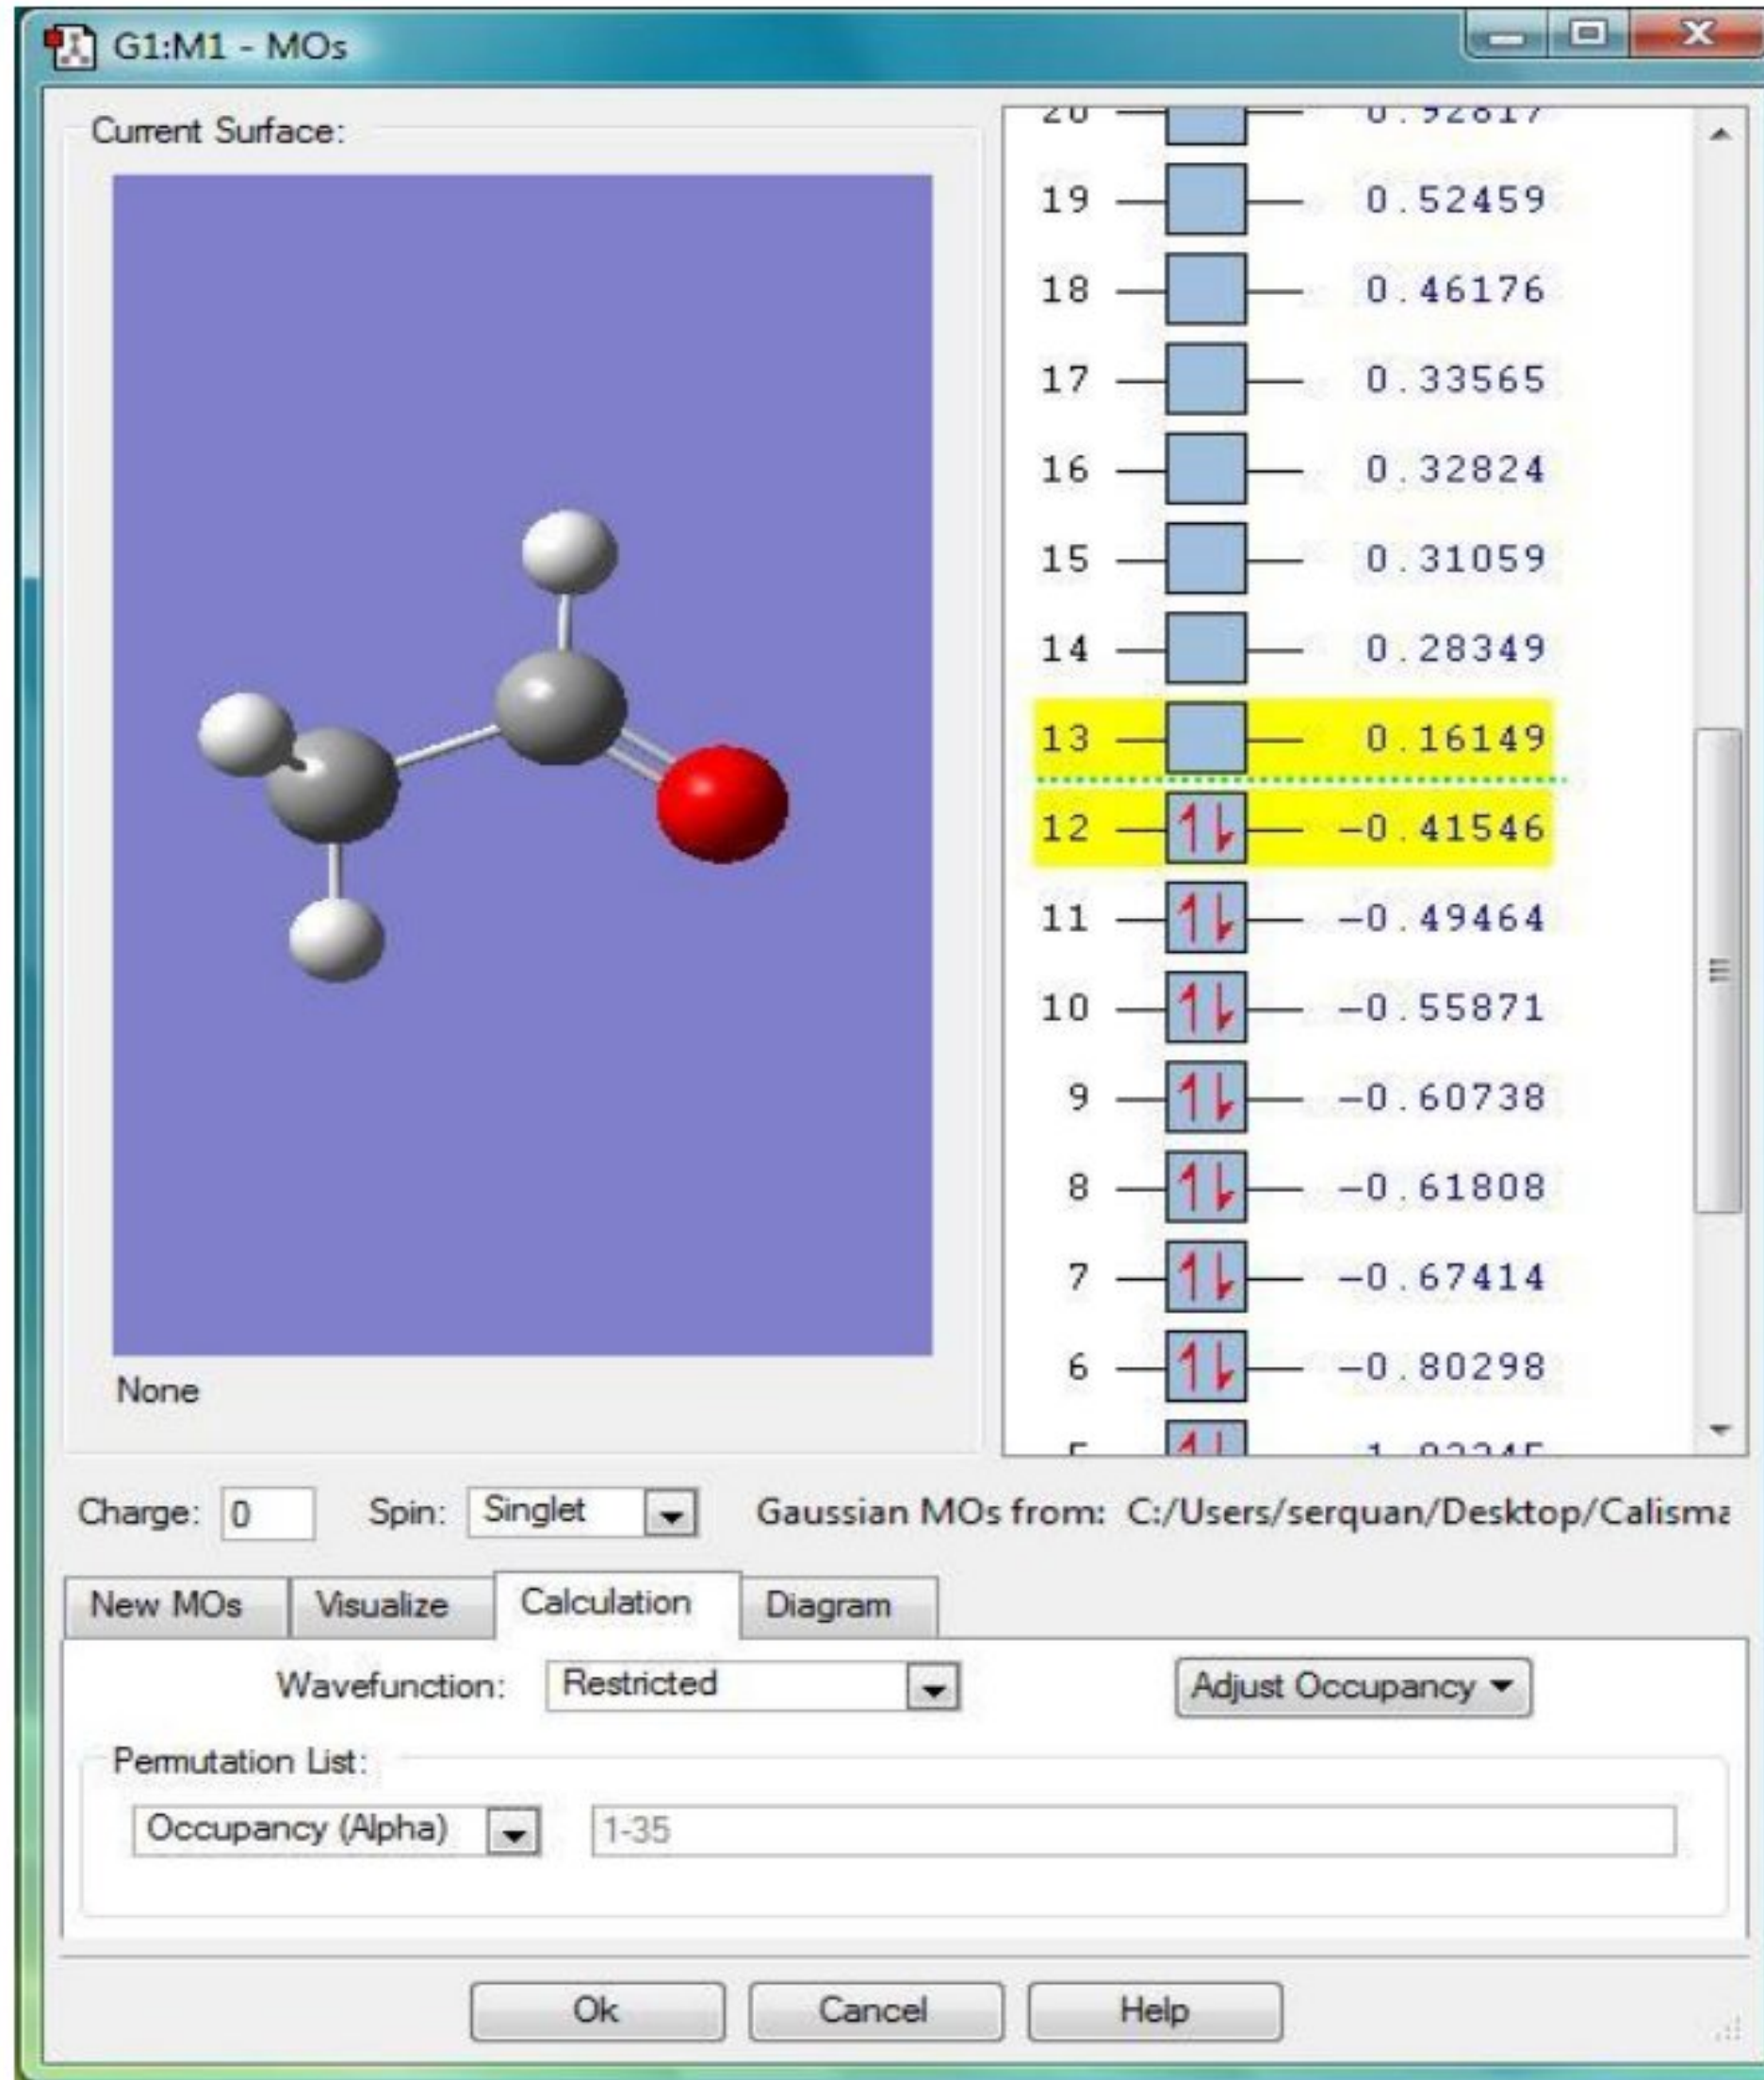 G1:M1 - MOs
Current Surface:
20 0.92817
19 0.52459
18 0.46176
17 0.33565
16 0.32824
15 0.31059
14 0.28349
13 0.16149
12 -0.41546
11 -0.49464
10 -0.55871
9 -0.60738
8 -0.61808
7 -0.67414
6 -0.80298
None
Charge: 0 Spin: Singlet Gaussian MOs from: C:/Users/serquan/Desktop/Calisma
New MOs Visualize Calculation Diagram
Wavefunction: Restricted Adjust Occupancy
Permutation List:
Occupancy (Alpha) 1-35
Ok Cancel Help